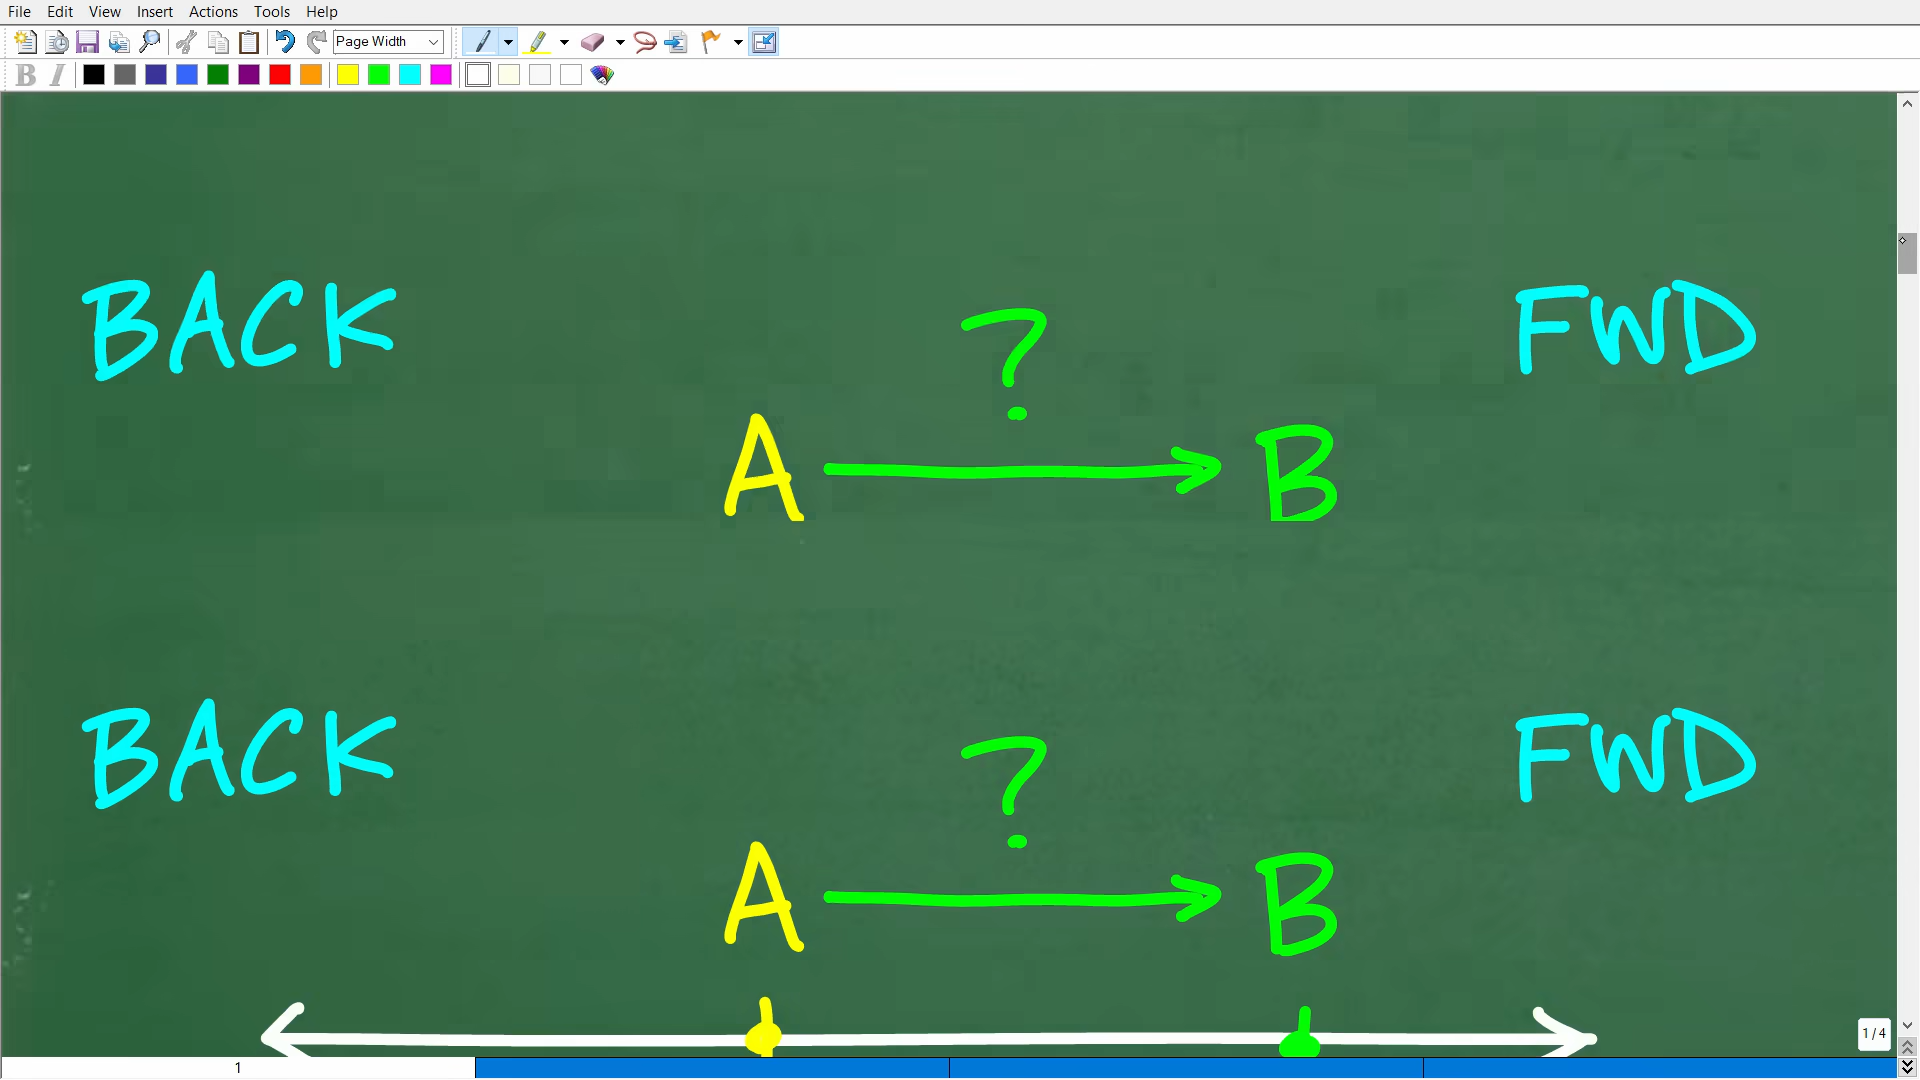 File Edit View Insert Actions Tools Help
Page Width
B I
BACK ? FWD
A B
BACK ? FWD
A B
1 / 4
1